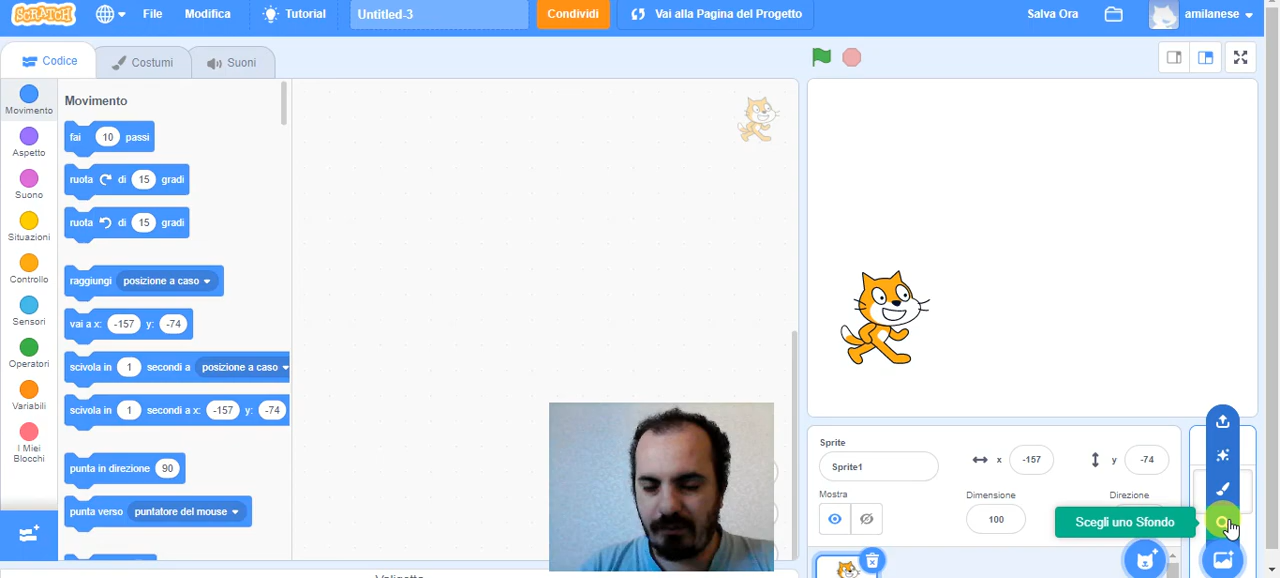 SCRATCH File Modifica Tutorial Untitled-3 Condividi Vai alla Pagina del Progetto Salva Ora amilanese
Codice Costumi Suoni
Movimento
Aspetto
Suono
Situazioni
Controllo
Sensori
Operatori
Variabili
I Miei
Blocchi
Movimento
fai 10 passi
ruota di 15 gradi
ruota di 15 gradi
raggiungi posizione a caso
vai a x: -157 y: -74
scivola in 1 secondi a posizione a caso
scivola in 1 secondi a x: -157 y: -74
punta in direzione 90
punta verso puntatore del mouse
Sprite
Sprite1 x -157 y -74
Mostra Dimensione Direzione
100
Scegli uno Sfondo